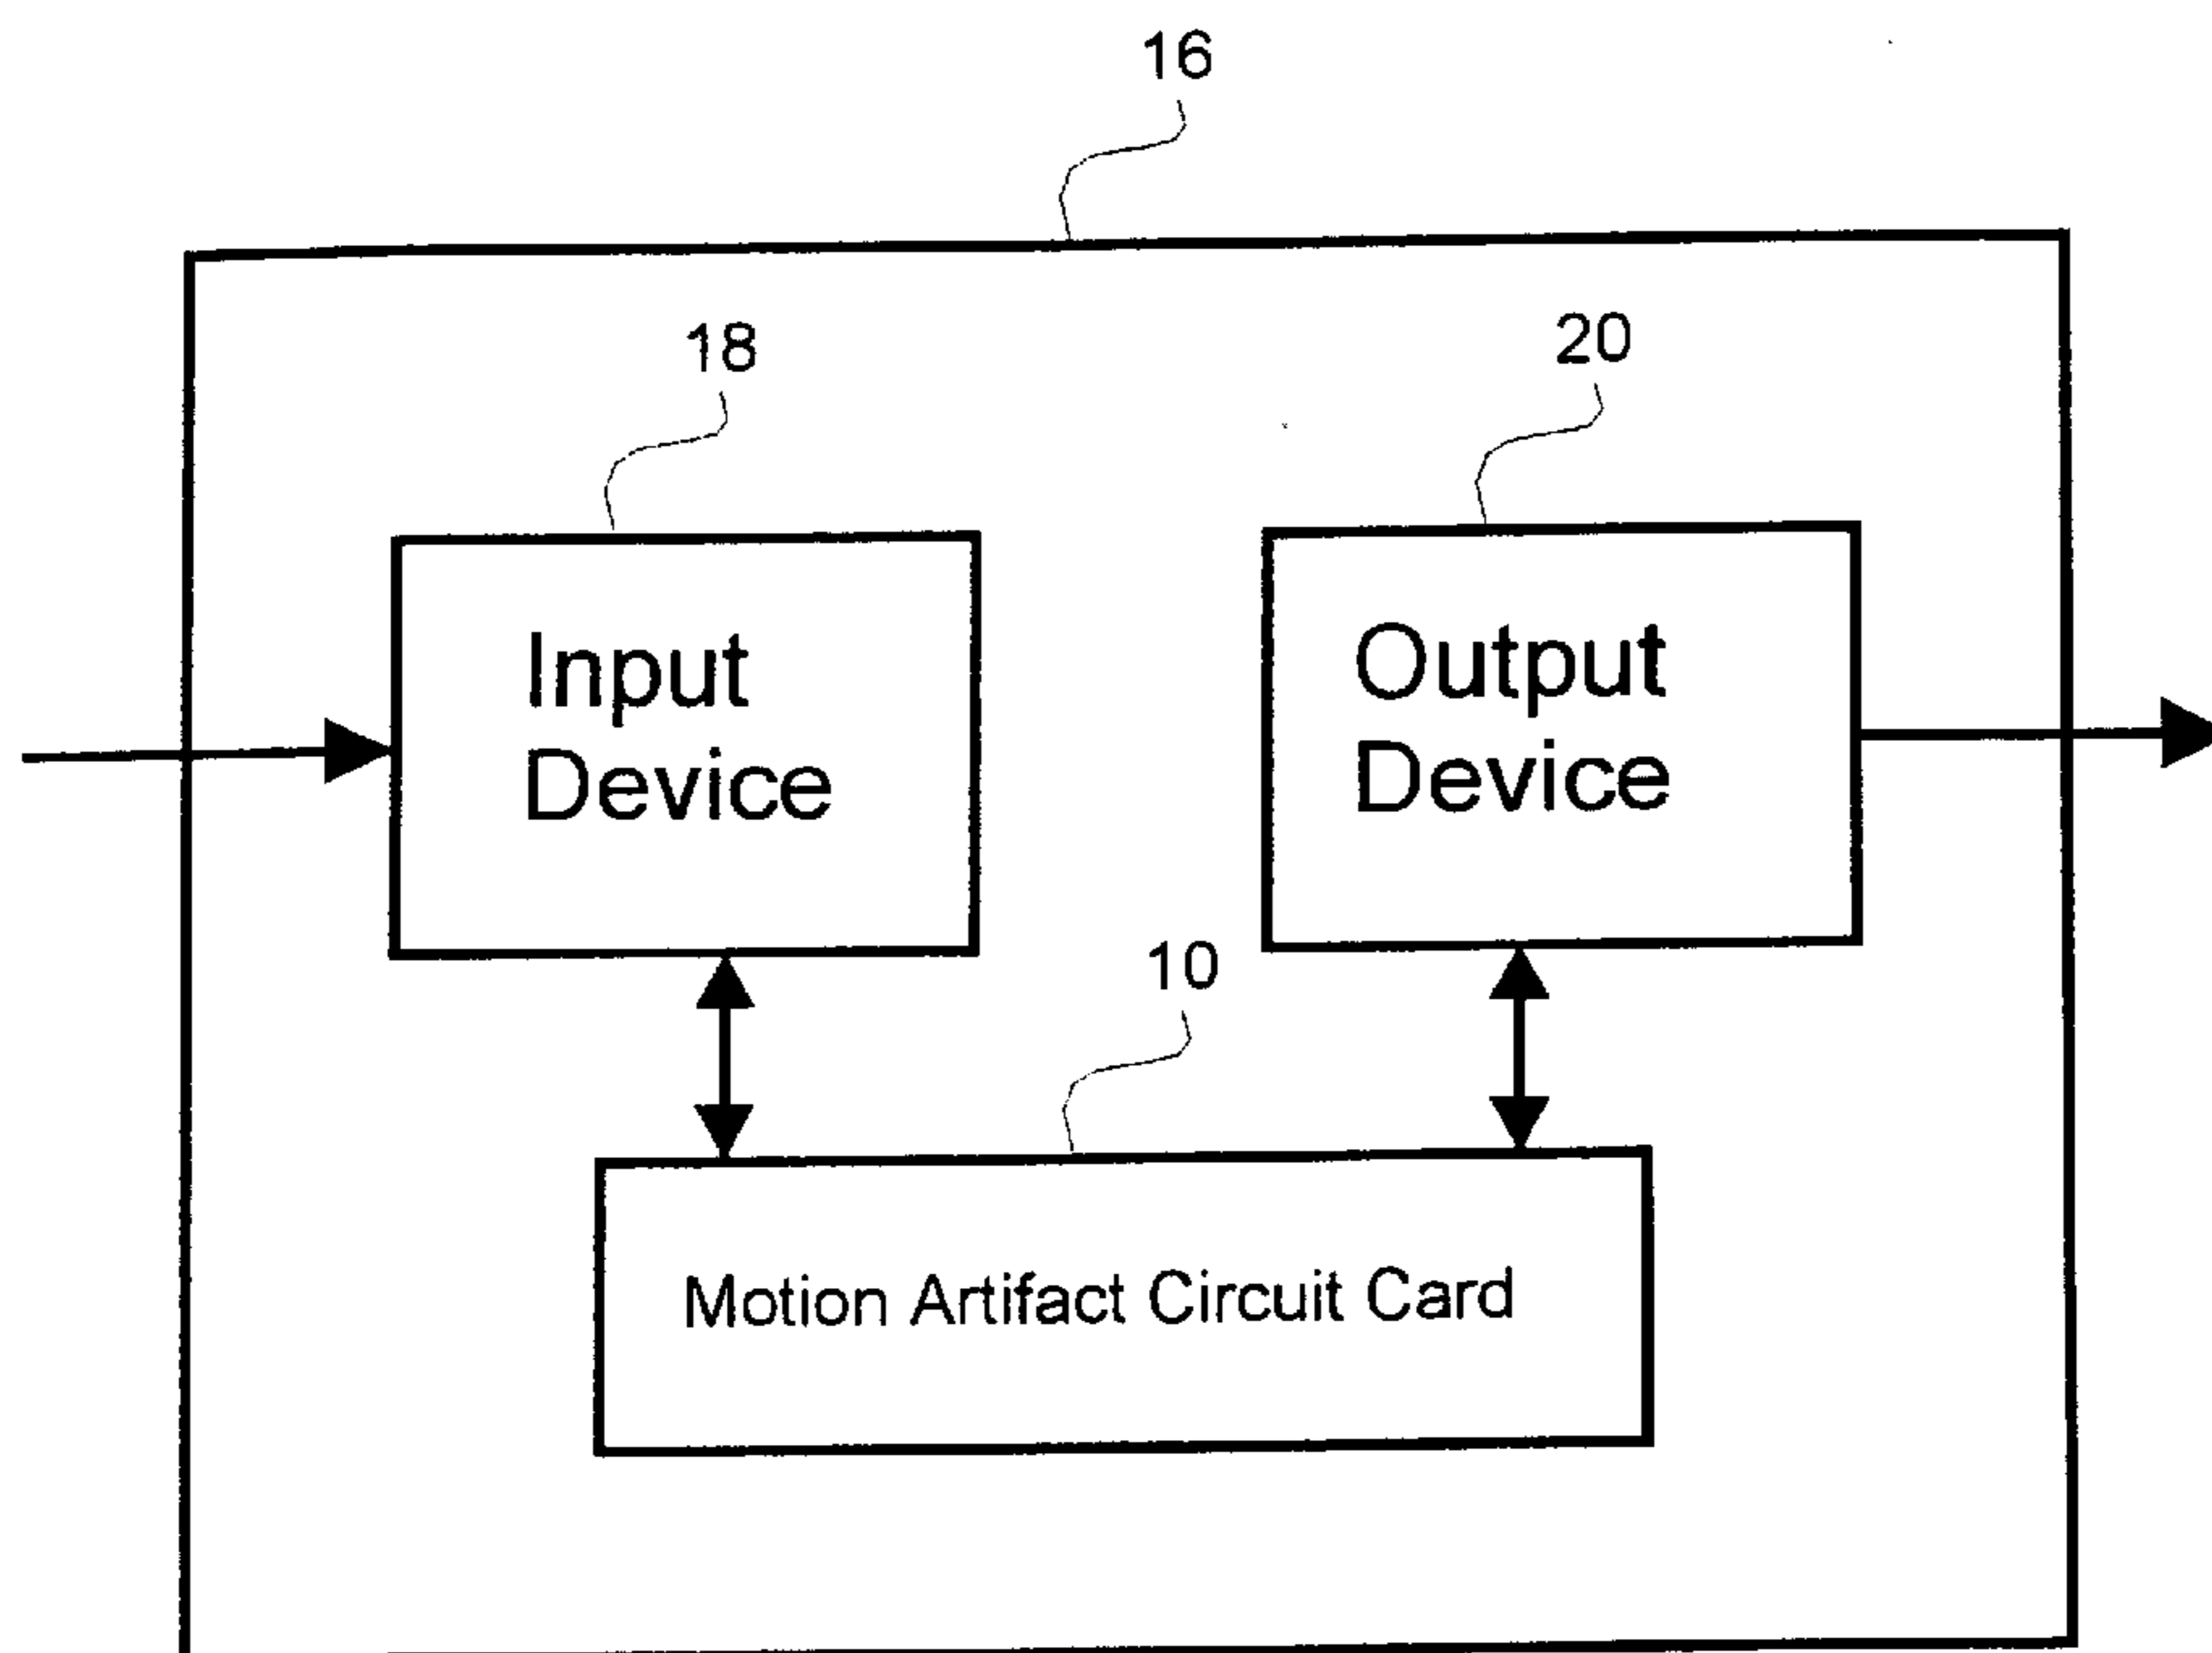 16
18
20
Input
Device
Output
Device
10
Motion Artifact Circuit Card